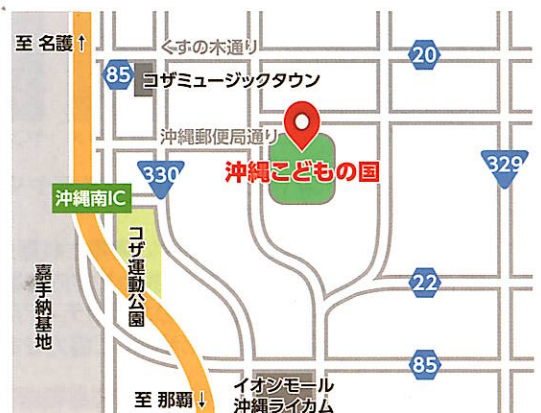 至 名護↑
くすの木通り
20
85
コザミュージックタウン
沖縄郵便局通り
330
沖縄こどもの国
329
沖縄南IC
コザ運動公園
嘉手納基地
22
85
イオンモール
沖縄ライカム
至 那覇↓